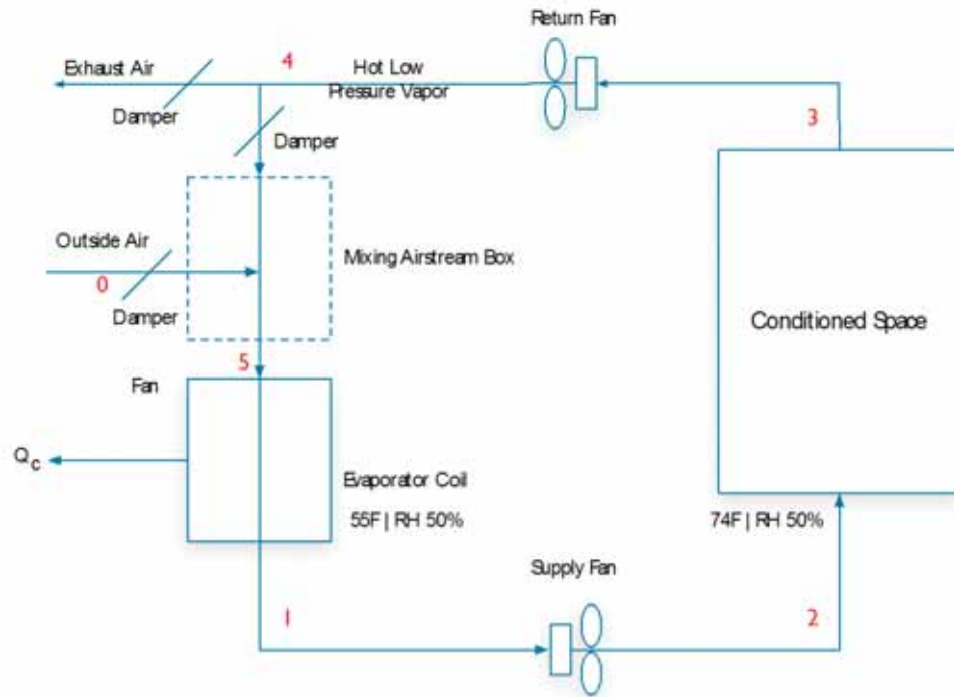 Return Fan
4
Exhaust Air
Hot Low
Pressure Vapor
Damper
3
Damper
Outside Air
Mixing Airstream Box
0
Damper
Conditioned Space
5
Fan
Qc
Evaporator Coil
55F | RH 50%
74F | RH 50%
Supply Fan
1
2